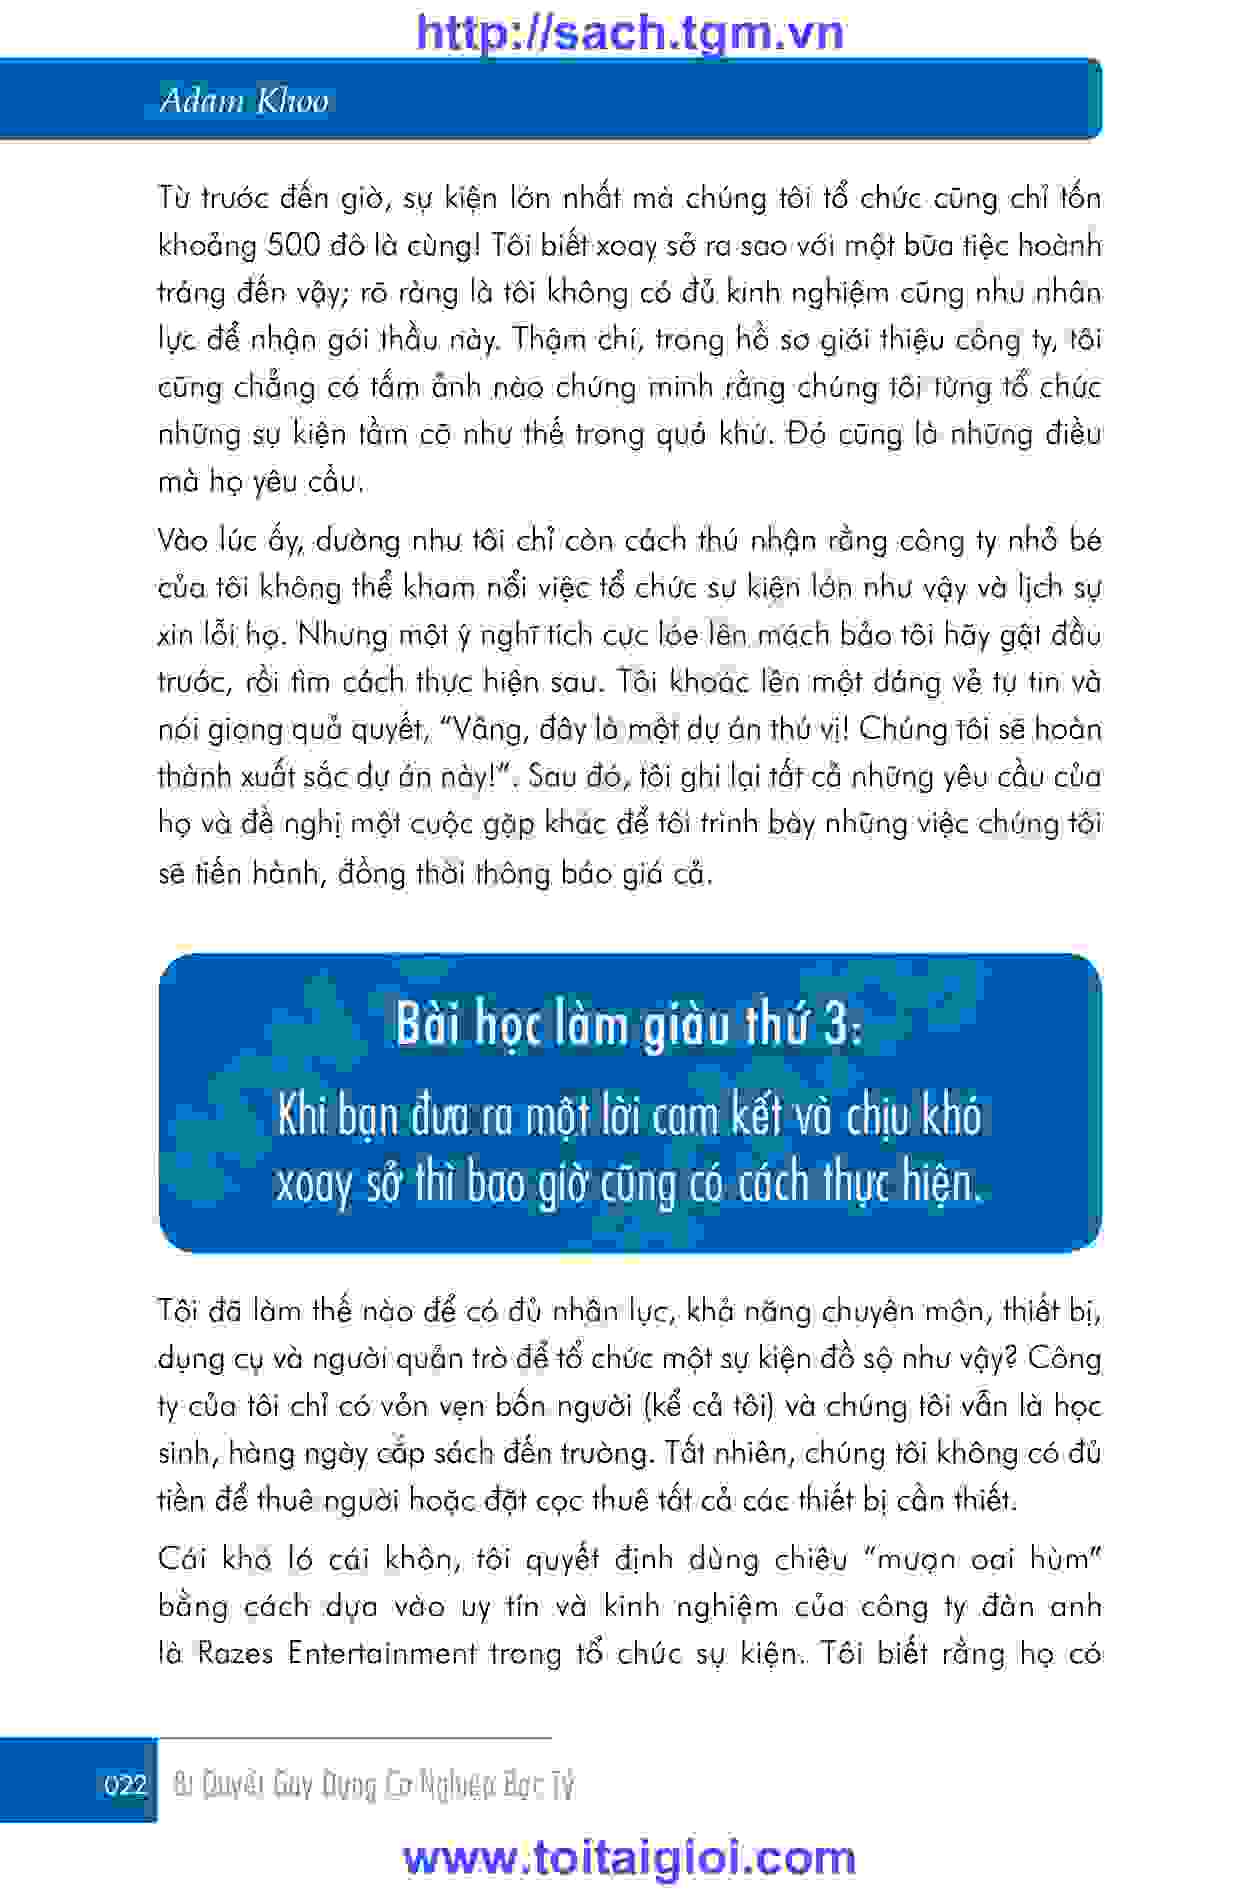 http://sach.tgm.vn
Adam Khoo
Từ trước đến giờ, sự kiện lớn nhất mà chúng tôi tổ chức cũng chỉ tốn
khoảng 500 đô là cùng! Tôi biết xoay sở ra sao với một bữa tiệc hoành
tráng đến vậy; rõ ràng là tôi không có đủ kinh nghiệm cũng như nhân
lực để nhận gói thầu này. Thậm chí, trong hồ sơ giới thiệu công ty, tôi
cũng chẳng có tấm ảnh nào chứng minh rằng chúng tôi từng tổ chức
những sự kiện tầm cỡ như thế trong quá khứ. Đó cũng là những điều
mà họ yêu cầu.
Vào lúc ấy, dường như tôi chỉ còn cách thú nhận rằng công ty nhỏ bé
của tôi không thể kham nổi việc tổ chức sự kiện lớn như vậy và lịch sự
xin lỗi họ. Nhưng một ý nghĩ tích cực lóe lên mách bảo tôi hãy gật đầu
trước, rồi tìm cách thực hiện sau. Tôi khoác lên một dáng vẻ tự tin và
nói giọng quả quyết, “Vâng, đây là một dự án thú vị! Chúng tôi sẽ hoàn
thành xuất sắc dự án này!”. Sau đó, tôi ghi lại tất cả những yêu cầu của
họ và đề nghị một cuộc gặp khác để tôi trình bày những việc chúng tôi
sẽ tiến hành, đồng thời thông báo giá cả.
Bài học làm giàu thứ 3:
Khi bạn đưa ra một lời cam kết và chịu khó
xoay sở thì bao giờ cũng có cách thực hiện.
Tôi đã làm thế nào để có đủ nhân lực, khả năng chuyên môn, thiết bị,
dụng cụ và người quản trò để tổ chức một sự kiện đồ sộ như vậy? Công
ty của tôi chỉ có vỏn vẹn bốn người (kể cả tôi) và chúng tôi vẫn là học
sinh, hàng ngày cắp sách đến trường. Tất nhiên, chúng tôi không có đủ
tiền để thuê người hoặc đặt cọc thuê tất cả các thiết bị cần thiết.
Cái khó ló cái khôn, tôi quyết định dùng chiêu “mượn oai hùm”
bằng cách dựa vào uy tín và kinh nghiệm của công ty đàn anh
là Razes Entertainment trong tổ chức sự kiện. Tôi biết rằng họ có
022 Bí Quyết Gây Dựng Cơ Nghiệp Bạc Tỷ
www.toitaigioi.com